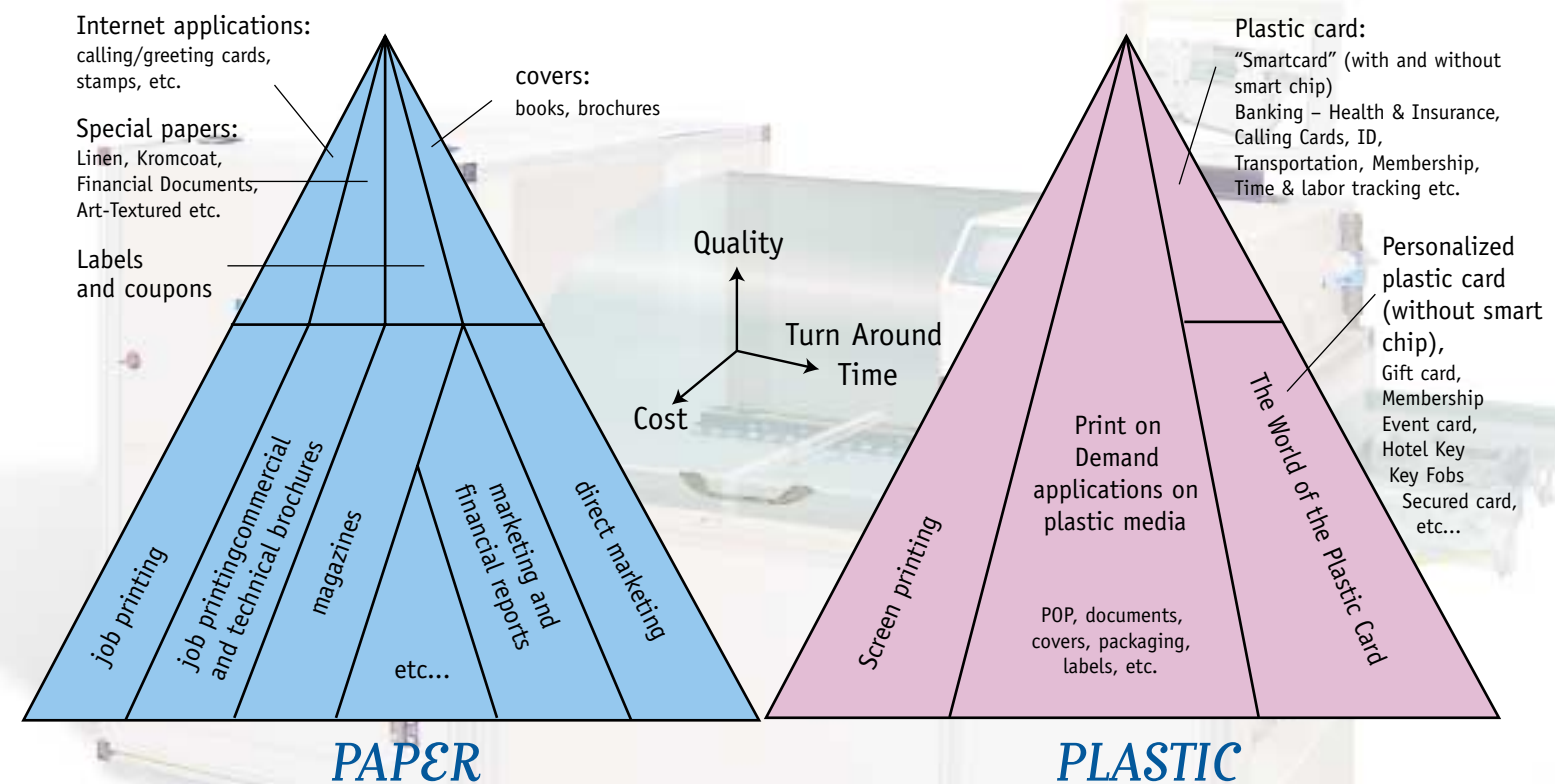 Internet applications:
calling/greeting cards,
stamps, etc.
Special papers:
Linen, Kromcoat,
Financial Documents,
Art-Textured etc.
Labels
and coupons
covers:
books, brochures
job printing
job printingcommercial
and technical brochures
magazines
etc...
marketing and
financial reports
direct marketing
PAPER
Quality
Turn Around
Time
Cost
Plastic card:
“Smartcard” (with and without
smart chip)
Banking – Health & Insurance,
Calling Cards, ID,
Transportation, Membership,
Time & labor tracking etc.
Personalized
plastic card
(without smart
chip),
Gift card,
Membership
Event card,
Hotel Key
Key Fobs
Secured card,
etc...
Screen printing
Print on
Demand
applications on
plastic media
POP, documents,
covers, packaging,
labels, etc.
The World of the Plastic Card
PLASTIC